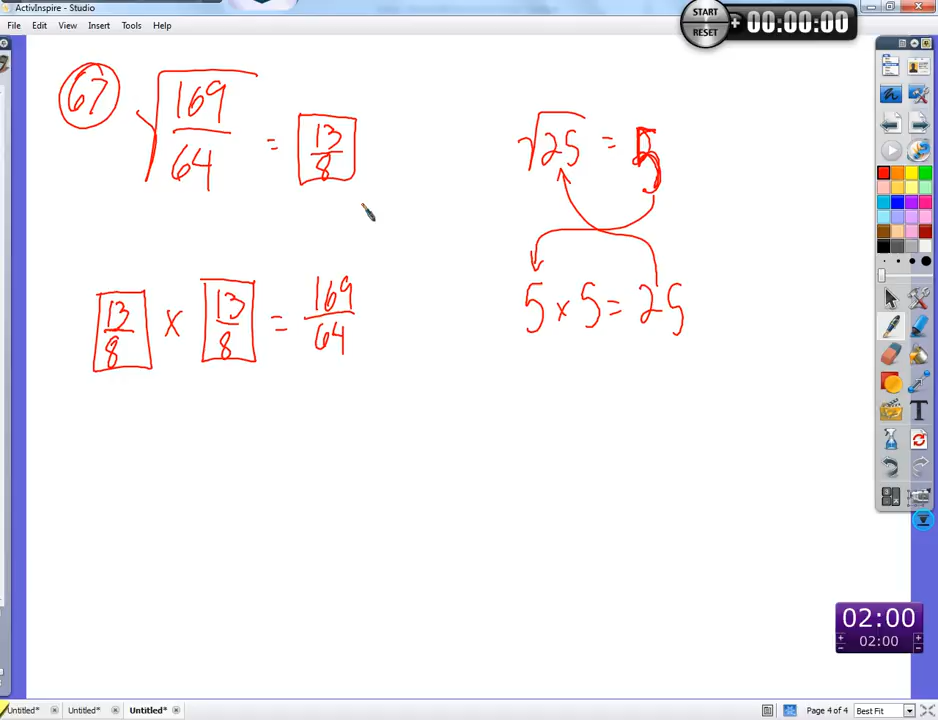 ActivInspire - Studio
START
RESET
+ 00:00:00
File Edit View Insert Tools Help
67 √169/64 = 13/8
√25 = 5
13/8 x 13/8 = 169/64
5 x 5 = 25
02:00
02:00
Untitled* Untitled* Untitled*
Page 4 of 4 Best Fit